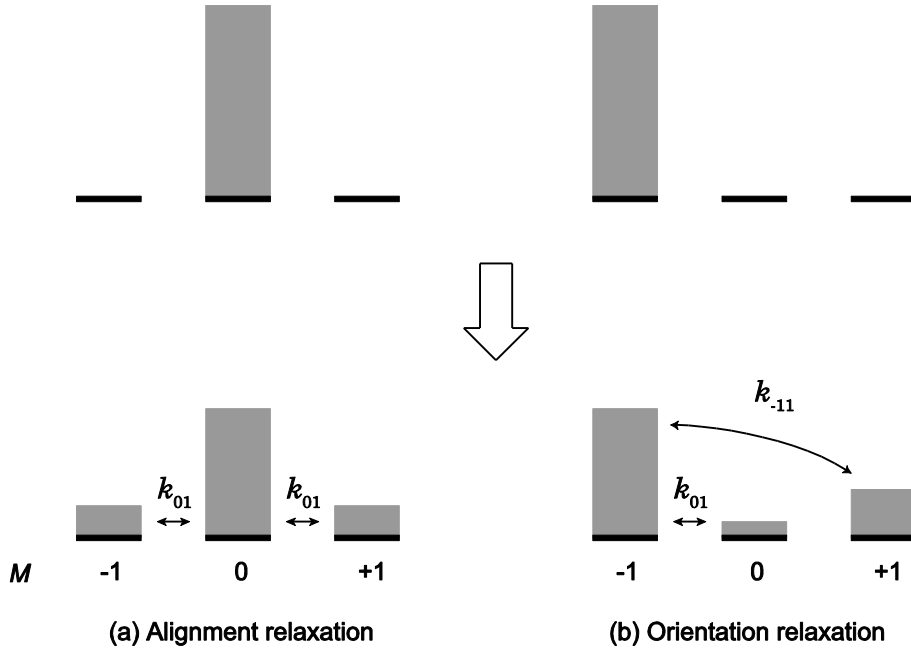 k-11
k01 k01 k01
M -1 0 +1 -1 0 +1
(a) Alignment relaxation (b) Orientation relaxation